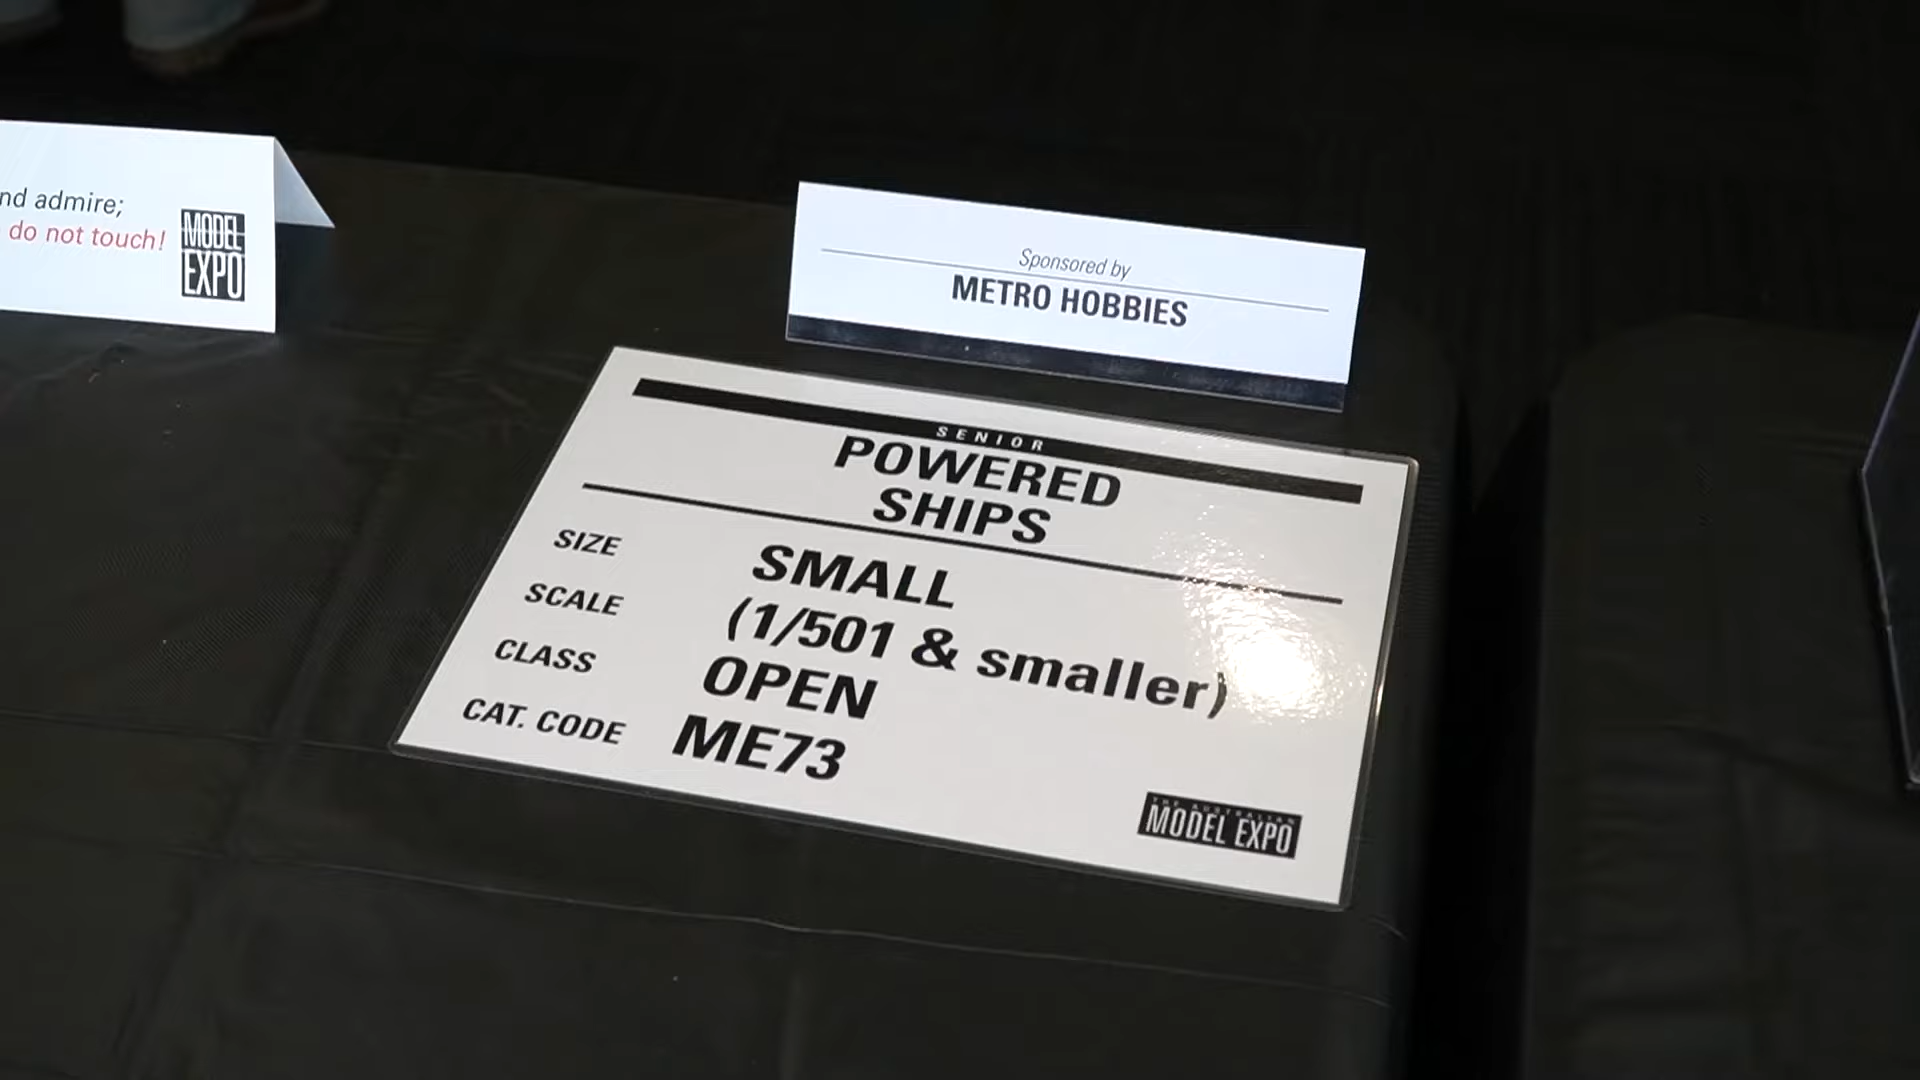 nd admire;
do not touch!
MODEL
EXPO
Sponsored by
METRO HOBBIES
SENIOR
POWERED
SHIPS
SIZE SMALL
SCALE (1/501 & smaller)
CLASS OPEN
CAT. CODE ME73
THE AUSTRALIAN
MODEL EXPO